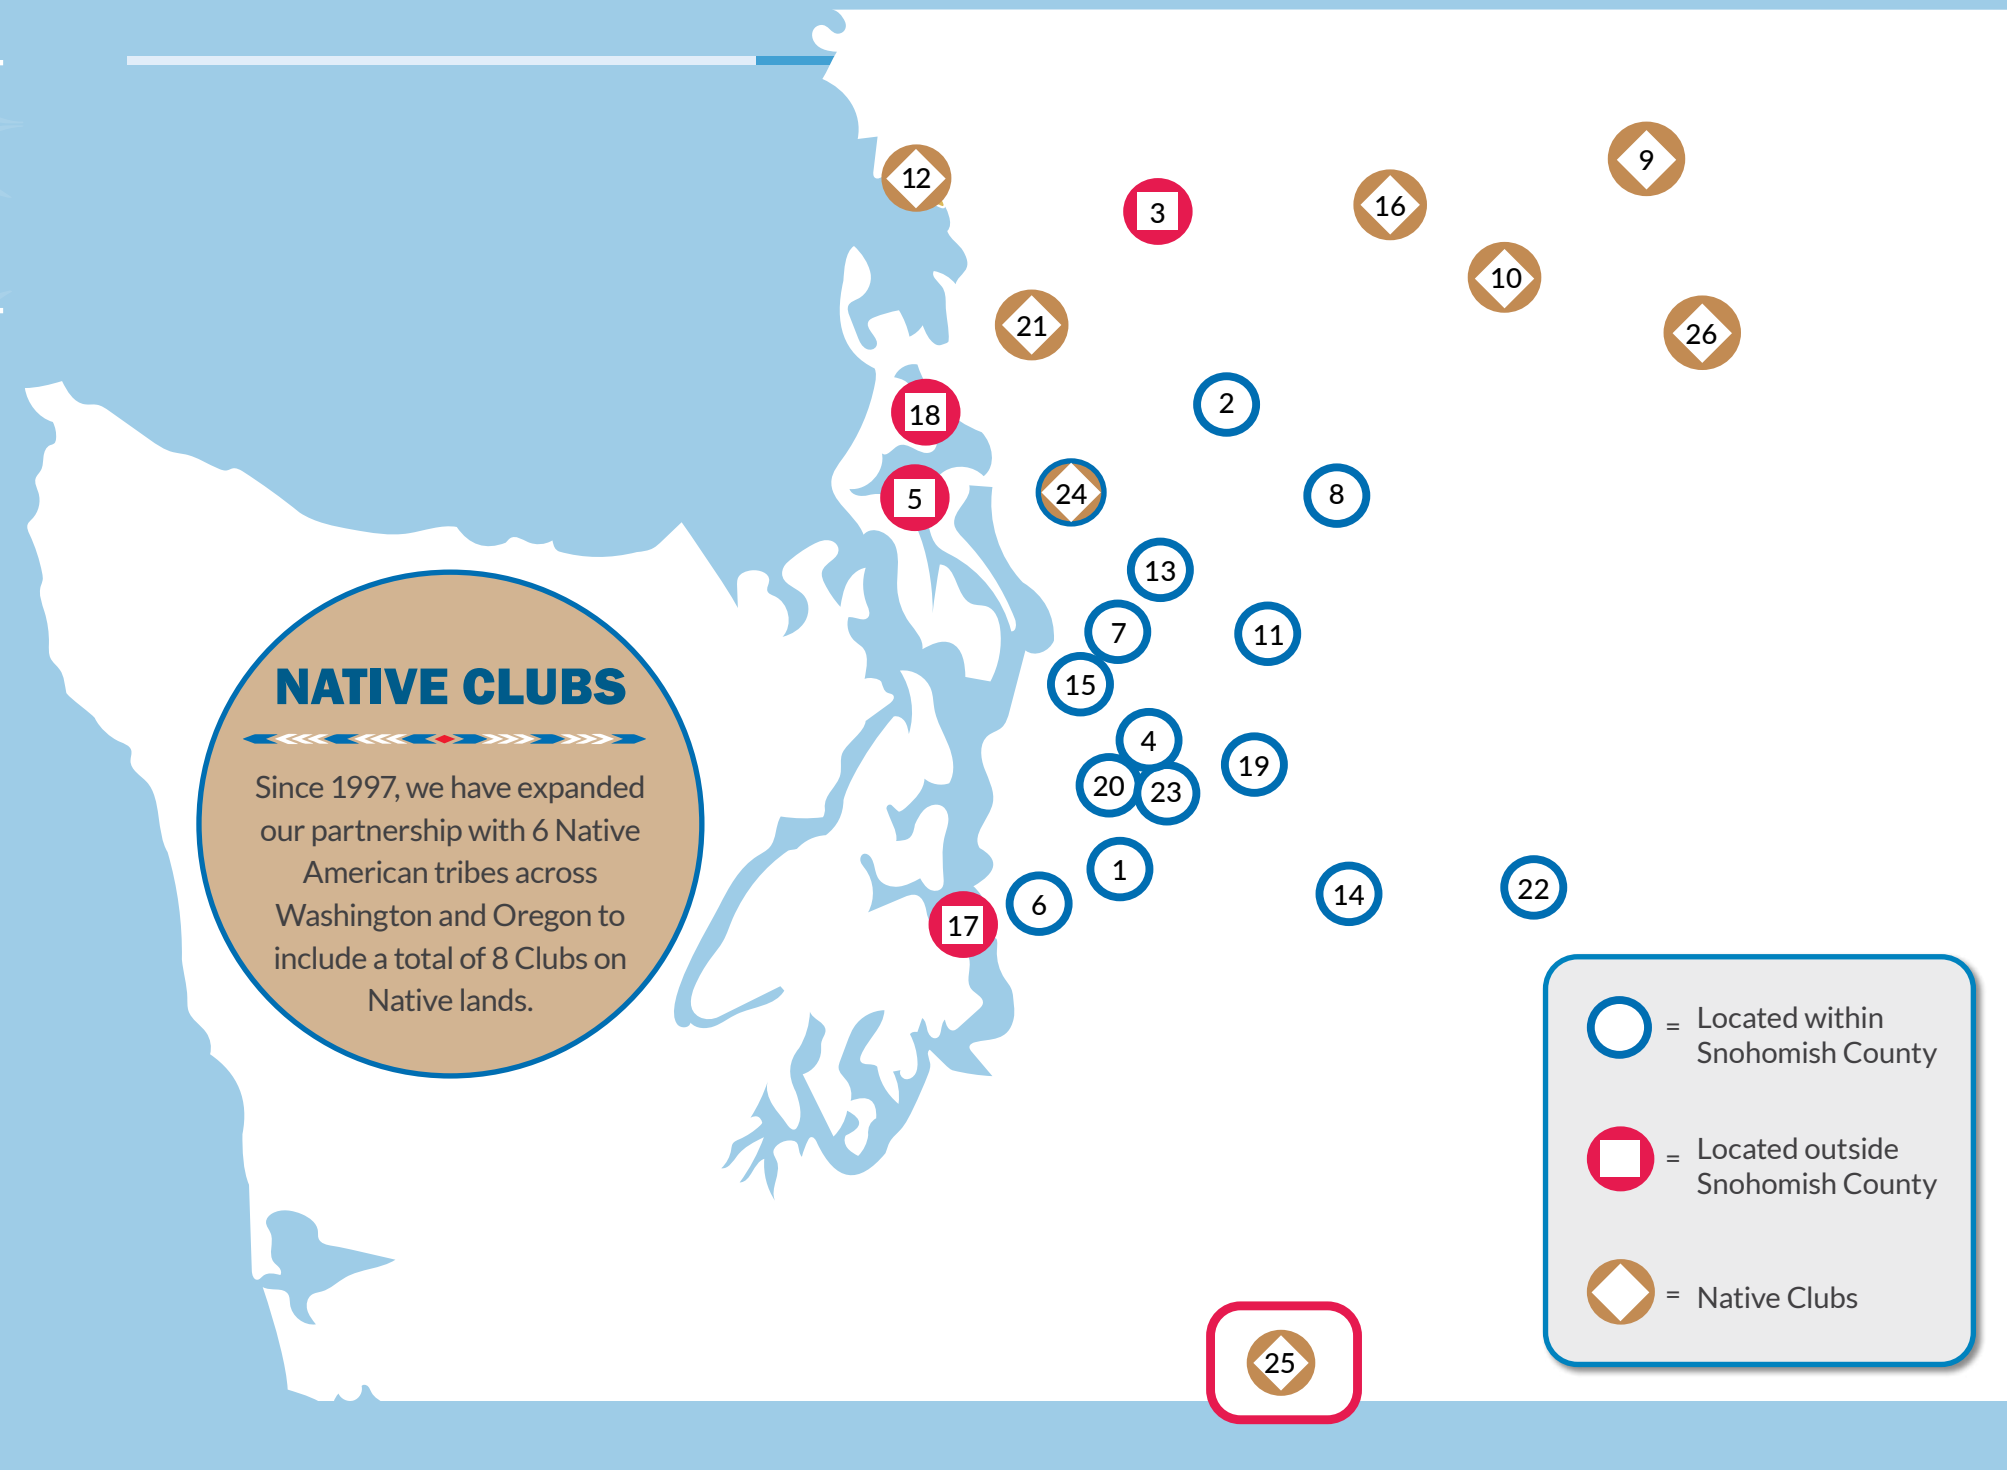 12
3
16
9
10
21
26
18
2
5
24
8
13
7
11
15
4
19
20
23
1
6
14
22
17
NATIVE CLUBS
Since 1997, we have expanded
our partnership with 6 Native
American tribes across
Washington and Oregon to
include a total of 8 Clubs on
Native lands.
= Located within
Snohomish County
= Located outside
Snohomish County
= Native Clubs
25